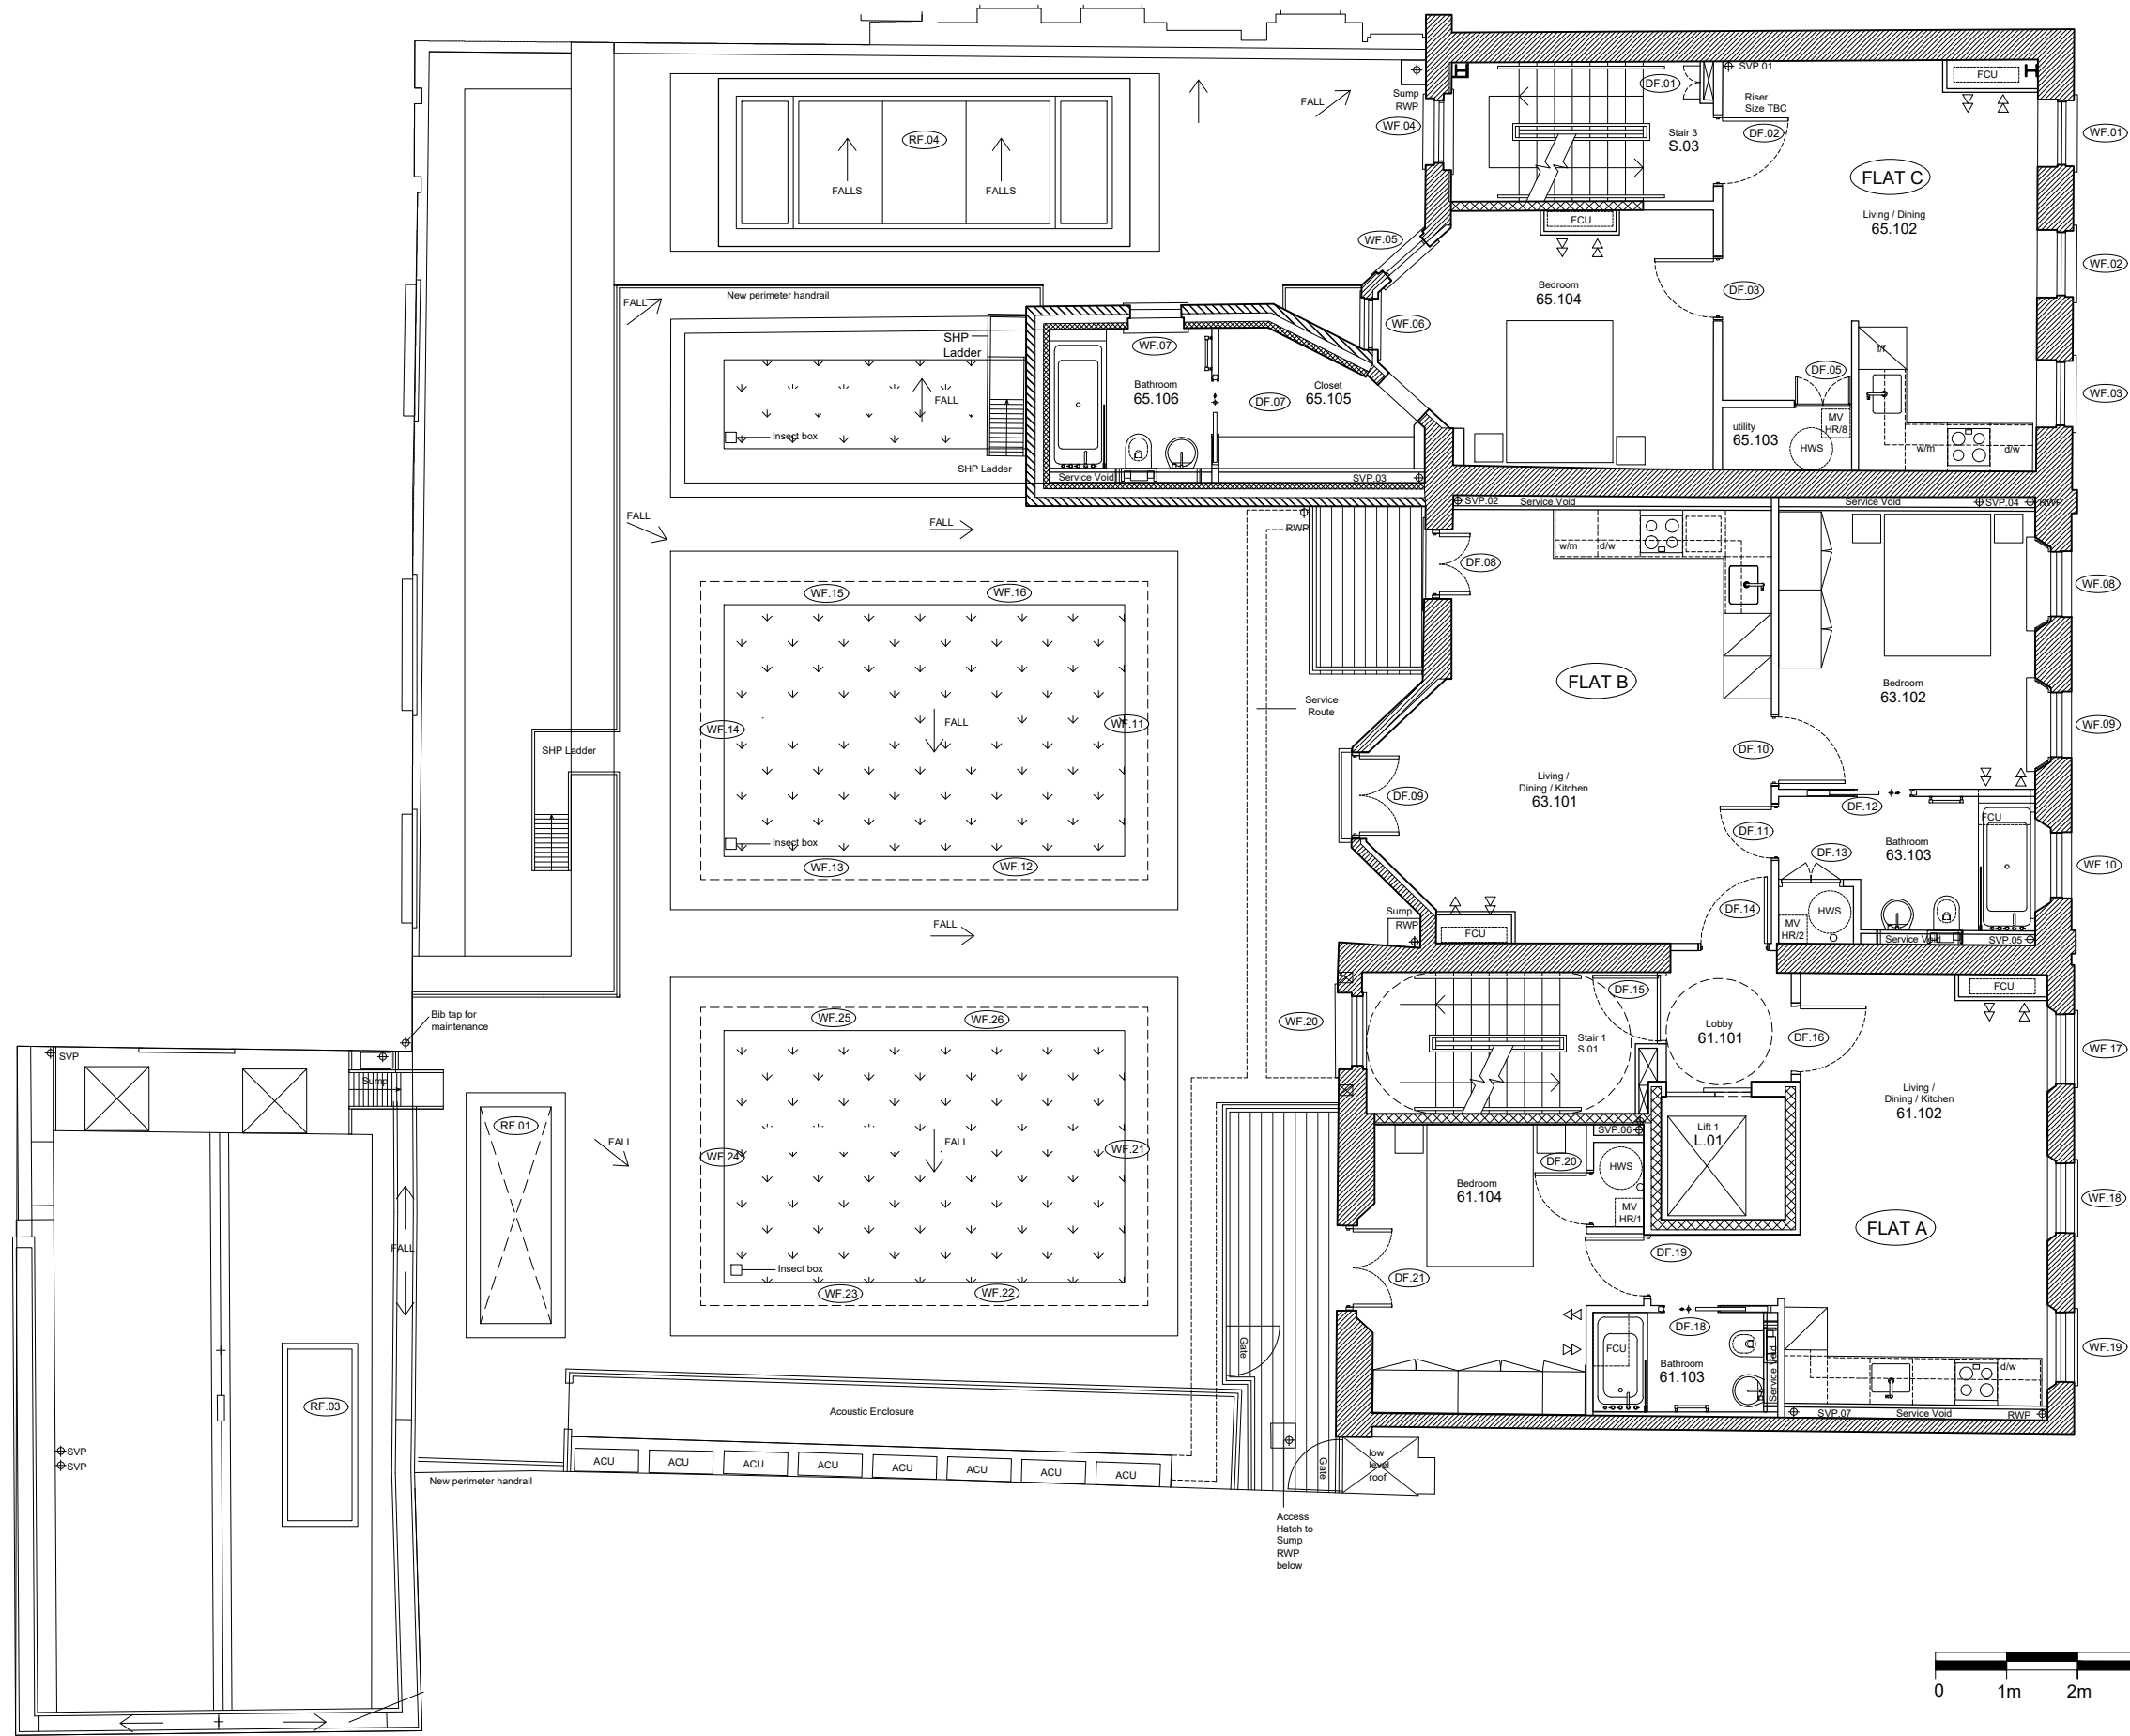 RF.04
FALLS
FALLS
FALL
Sump
RWP
WF.04
DF.01
SVP.01
Riser
Size TBC
Stair 3
S.03
DF.02
FCU
WF.01
FLAT C
Living / Dining
65.102
WF.02
WF.05
FCU
Bedroom
65.104
DF.03
WF.06
FALL
New perimeter handrail
SHP
Ladder
WF.07
Bathroom
65.106
DF.07
Closet
65.105
f/f
DF.05
WF.03
FALL
Insect box
SHP Ladder
Service Void
SVP.03
utility
65.103
MV
HR/8
HWS
w/m
d/w
SVP.02
Service Void
Service Void
SVP.04
RWP
FALL
FALL
RWP
w/m
d/w
DF.08
WF.08
WF.15
WF.16
FLAT B
Bedroom
63.102
Service
Route
WF.14
FALL
WF.11
WF.09
SHP Ladder
DF.10
Living /
Dining / Kitchen
63.101
DF.09
DF.12
FCU
DF.11
Bathroom
63.103
DF.13
WF.10
Insect box
WF.13
WF.12
DF.14
HWS
MV
HR/2
Service Void
SVP.05
FALL
Sump
RWP
FCU
Bib tap for
maintenance
WF.25
WF.26
WF.20
DF.15
Stair 1
S.01
Lobby
61.101
DF.16
FCU
WF.17
SVP
Sump
RF.01
FALL
WF.24
FALL
WF.21
Living /
Dining / Kitchen
61.102
Lift 1
L.01
SVP.06
DF.20
HWS
Bedroom
61.104
MV
HR/1
WF.18
FLAT A
FALL
Insect box
WF.23
WF.22
DF.21
DF.19
Gate
DF.18
FCU
Bathroom
61.103
Service Void
d/w
WF.19
RF.03
Acoustic Enclosure
SVP.07
Service Void
RWP
SVP
SVP
ACU
ACU
ACU
ACU
ACU
ACU
ACU
ACU
New perimeter handrail
Gate
low
level
roof
Access
Hatch to
Sump
RWP
below
0
1m
2m